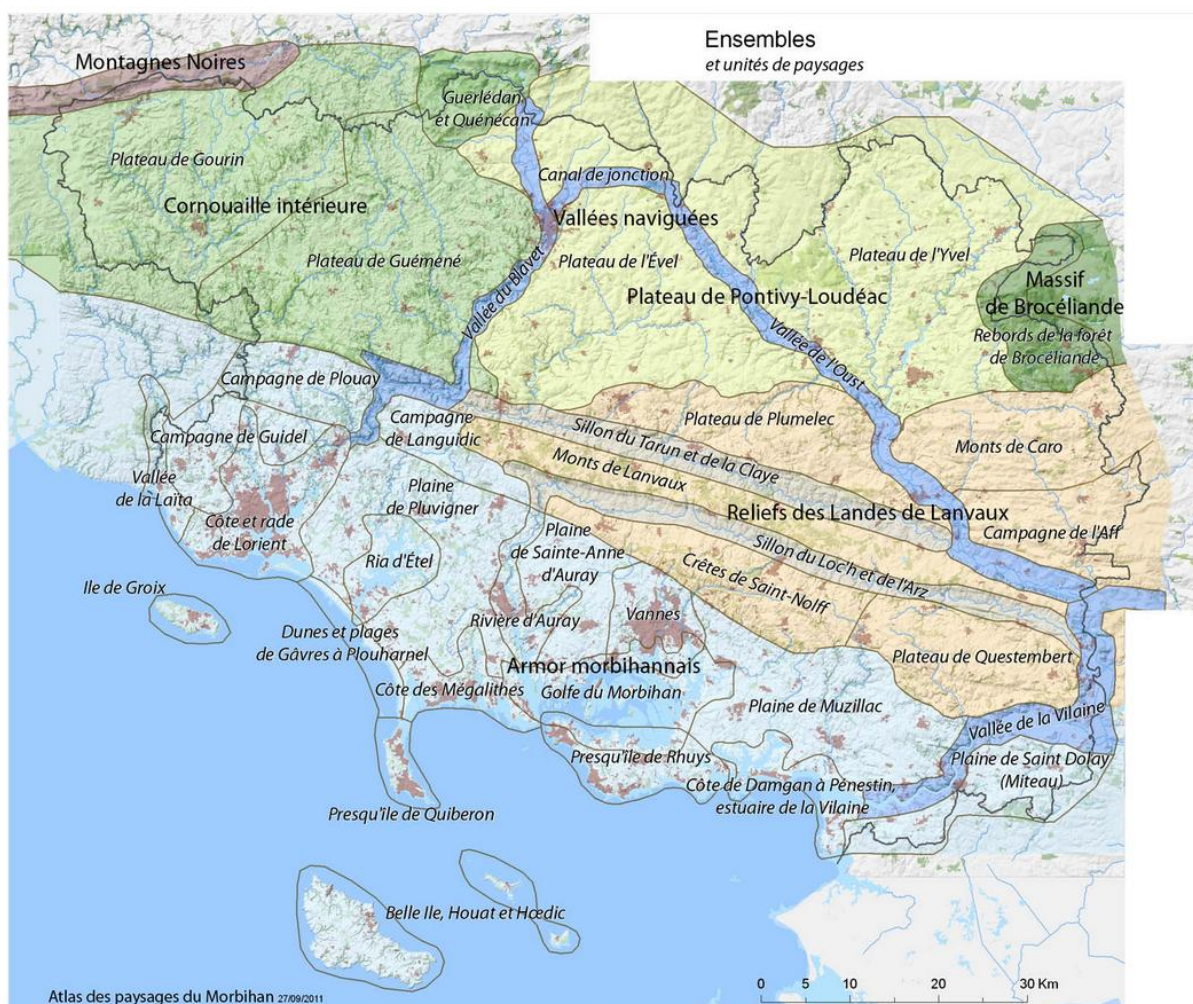 Ensembles
et unités de paysages
Montagnes Noires
Guerlédan
et Quénécan
Plateau de Gourin
Canal de jonction
Cornouaille intérieure
Vallées naviguées
Plateau de Guémené
Plateau de l'Ével
Plateau de l'Yvel
Massif
de Brocéliande
Plateau de Pontivy-Loudéac
Vallée du Blavet
Rebords de la forêt
de Brocéliande
Vallée de l'Oust
Campagne de Plouay
Campagne
de Languidic
Plateau de Plumelec
Campagne de Guidel
Sillon du Tarun et de la Claye
Monts de Caro
Monts de Lanvaux
Vallée
de la Laïta
Plaine
de Pluvigner
Côte et rade
de Lorient
Reliefs des Landes de Lanvaux
Plaine
de Sainte-Anne
d'Auray
Campagne de l'Aff
Ria d'Étel
Sillon du Loc'h et de l'Arz
Crêtes de Saint-Nolff
Ile de Groix
Rivière d'Auray
Vannes
Dunes et plages
de Gâvres à Plouharnel
Armor morbihannais
Plateau de Questembert
Côte des Mégalithes
Golfe du Morbihan
Plaine de Muzillac
Vallée de la Vilaine
Presqu'île de Rhuys
Plaine de Saint Dolay
(Miteau)
Côte de Damgan à Pénestin,
estuaire de la Vilaine
Presqu'île de Quiberon
Belle Ile, Houat et Hœdic
Atlas des paysages du Morbihan 27/09/2011
0 5 10 20 30 Km